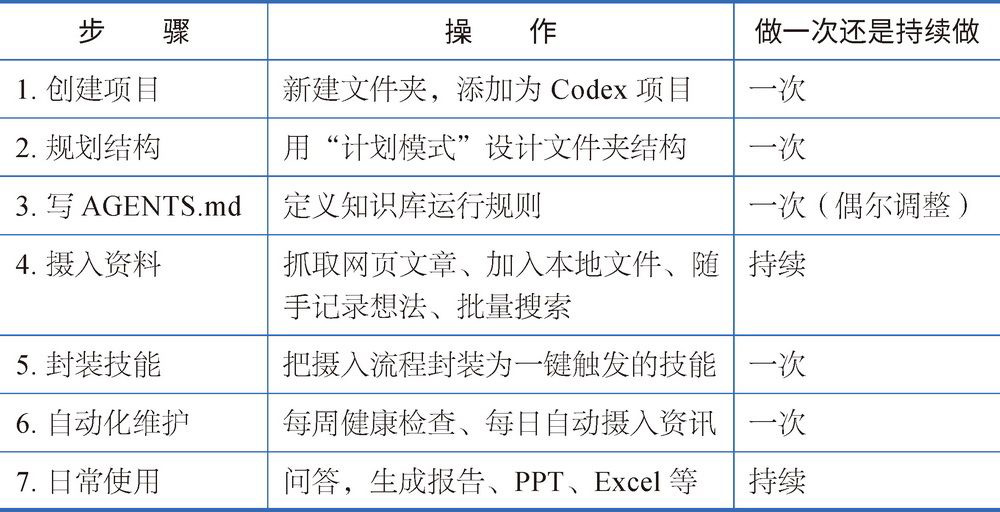 步 骤 操 作 做一次还是持续做
1. 创建项目 新建文件夹，添加为 Codex 项目 一次
2. 规划结构 用“计划模式”设计文件夹结构 一次
3. 写 AGENTS.md 定义知识库运行规则 一次（偶尔调整）
4. 摄入资料 抓取网页文章、加入本地文件、随 持续
手记录想法、批量搜索
5. 封装技能 把摄入流程封装为一键触发的技能 一次
6. 自动化维护 每周健康检查、每日自动摄入资讯 一次
7. 日常使用 问答，生成报告、PPT、Excel 等 持续